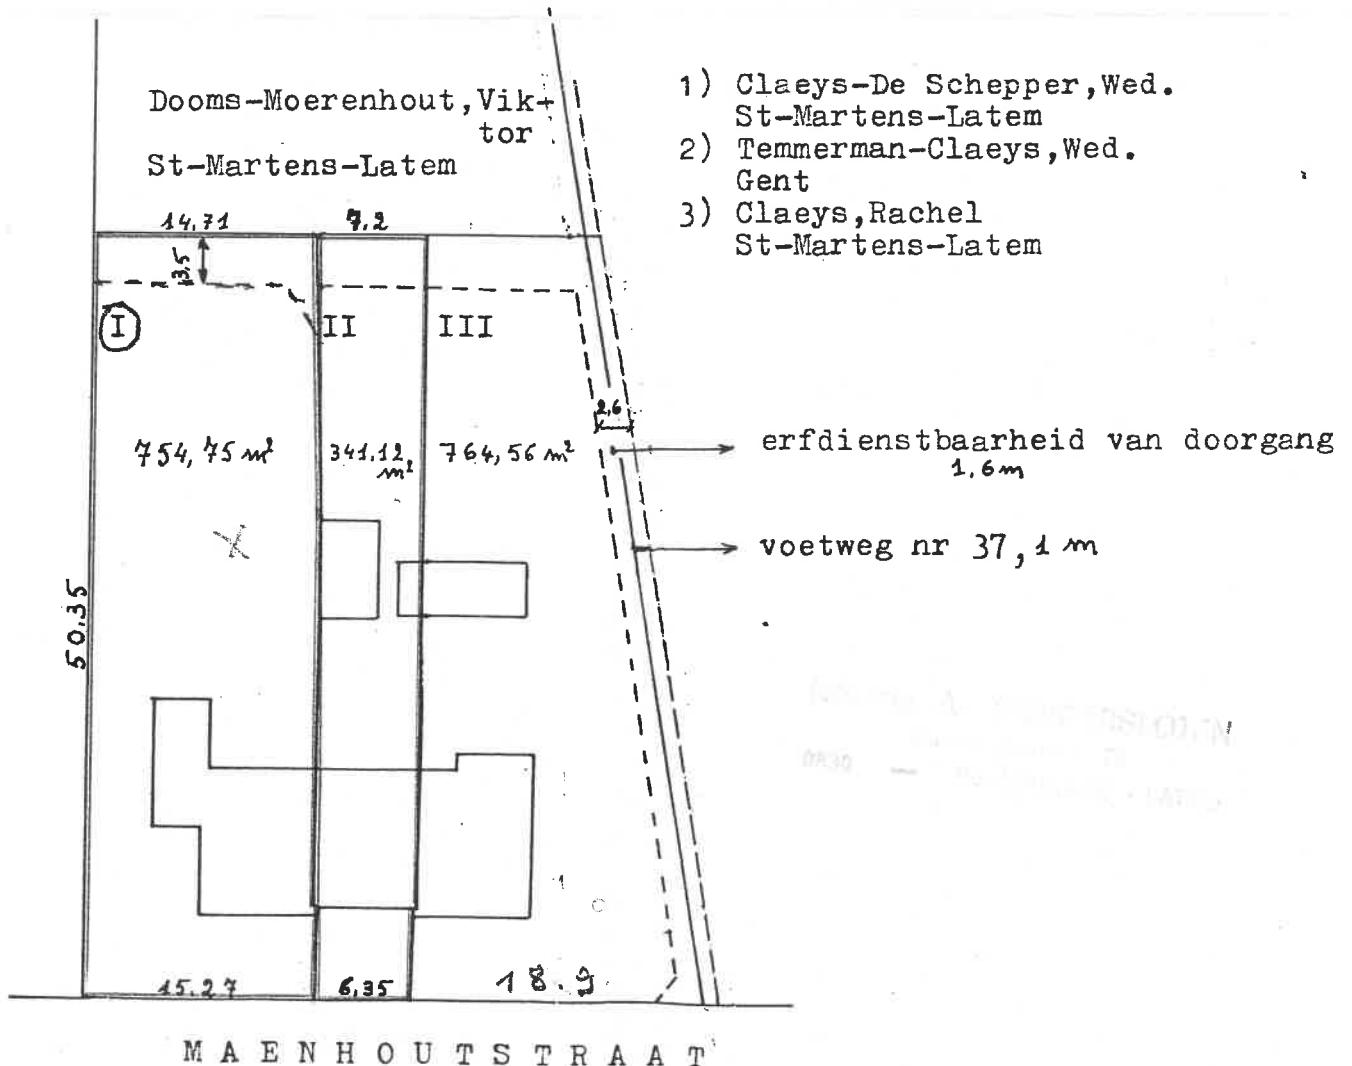 Dooms-Moerenhout,Vik-
tor
St-Martens-Latem
1) Claeys-De Schepper,Wed.
St-Martens-Latem
2) Temmerman-Claeys,Wed.
Gent
3) Claeys,Rachel
St-Martens-Latem
14,71
7,2
3,5
I
II
III
2,6
754,75 m²
341,12
m²
764,56 m²
erfdienstbaarheid van doorgang
1,6m
voetweg nr 37,1 m
50,35
15,27
6,35
18.9
MAENHOUTSTRAAT